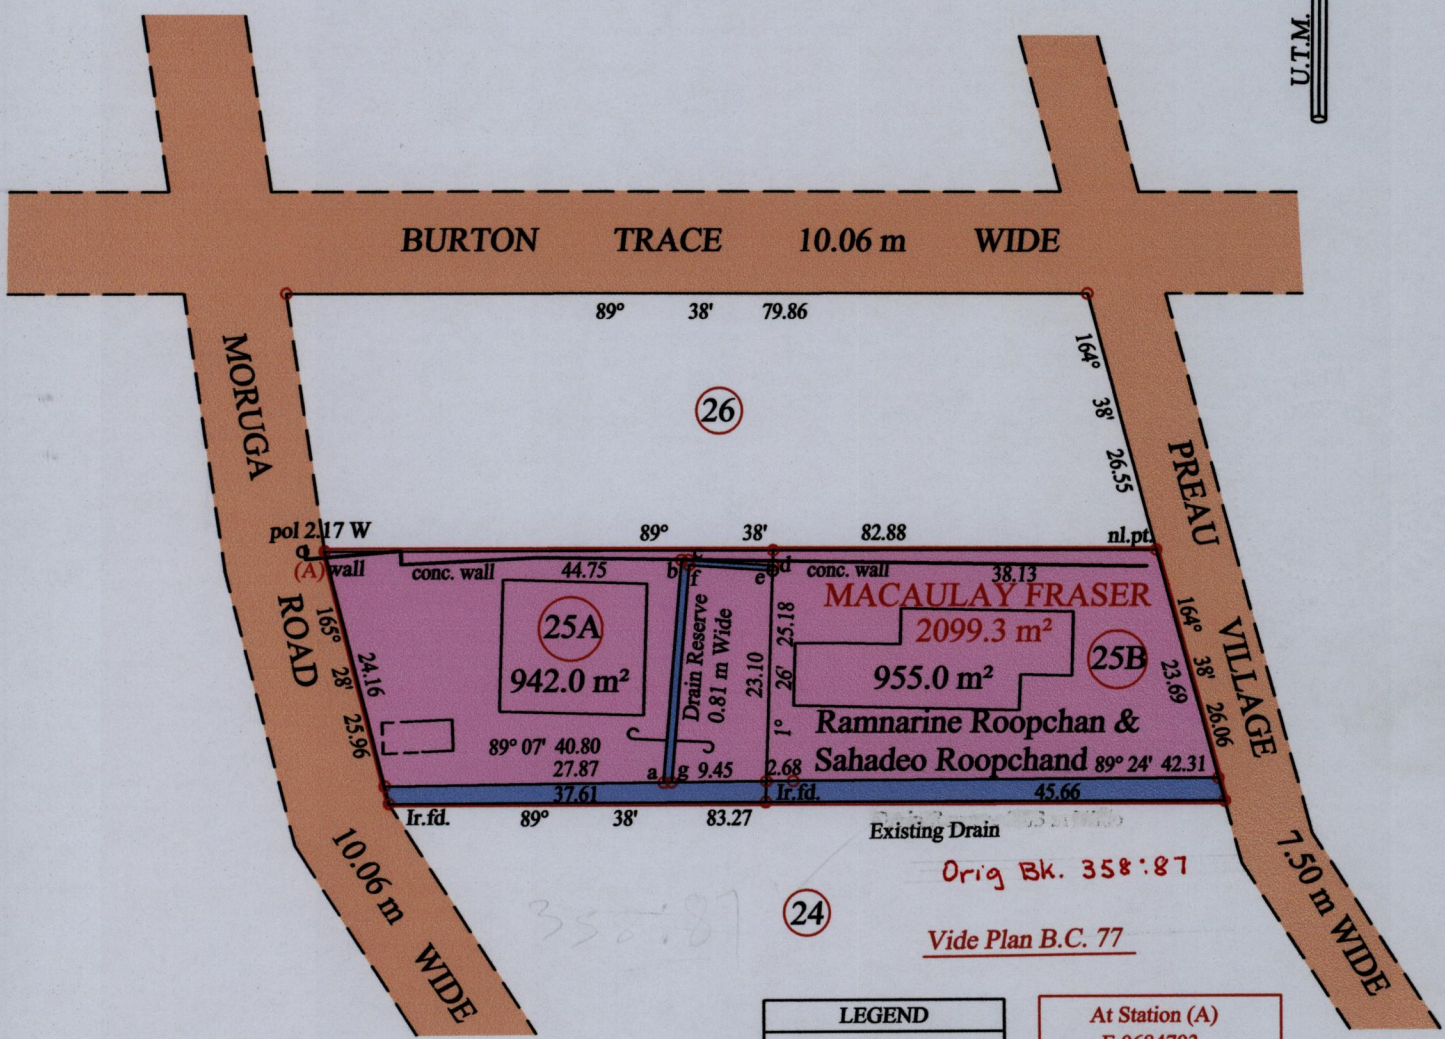 U.T.M.
BURTON TRACE 10.06 m WIDE
89° 38' 79.86
MORUGA
ROAD
10.06 m
WIDE
164° 38' 26.55
26
PREAU
VILLAGE
7.50 m WIDE
pol 2.17 W
89° 38' 82.88
nl.pt.
(A) wall
conc. wall
44.75
b
f
e
d
conc. wall
38.13
MACAULAY FRASER
2099.3 m²
165° 28'
24.16
25.96
25A
942.0 m²
Drain Reserve
0.81 m Wide
23.10
1° 26' 25.18
955.0 m²
25B
164° 38'
23.69
26.06
Ramnarine Roopchan &
Sahadeo Roopchand
89° 24' 42.31
89° 07' 40.80
27.87
a
g
9.45
2.68
37.61
Ir.fd.
45.66
Ir.fd.
89° 38' 83.27
Existing Drain
Orig Bk. 358:87
24
Vide Plan B.C. 77
LEGEND
At Station (A)